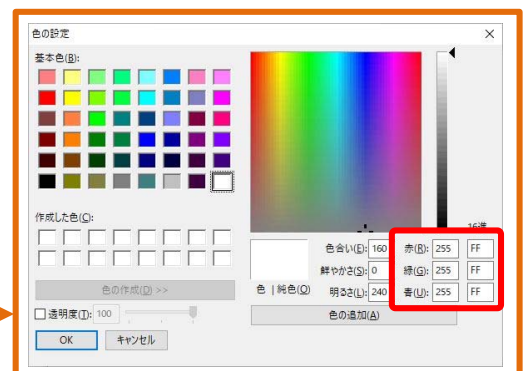 色の設定
基本色(B):
作成した色(C):
色の作成(D) >>
透明度(T): 100
OK キャンセル
16進
色合い(E): 160 赤(R): 255 FF
鮮やかさ(S): 0 緑(G): 255 FF
色 | 純色(O) 明るさ(L): 240 青(U): 255 FF
色の追加(A)